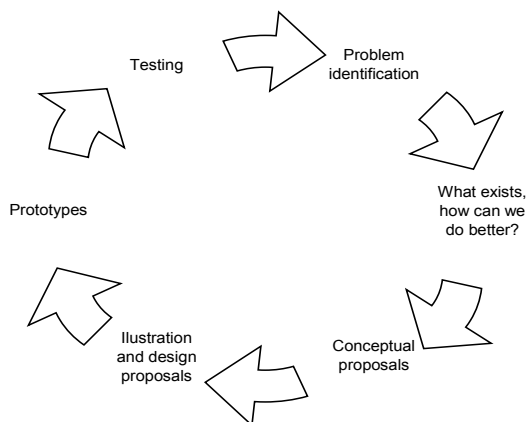 Testing
Problem
identification
What exists,
how can we
do better?
Conceptual
proposals
Ilustration
and design
proposals
Prototypes